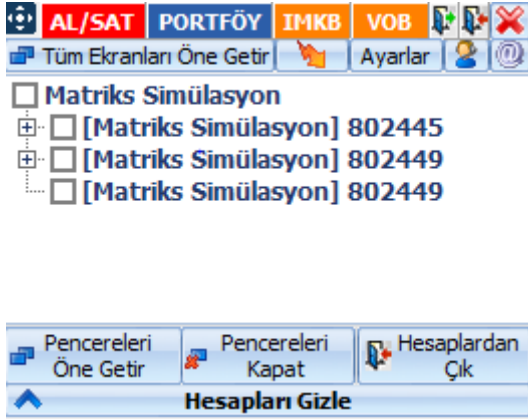 AL/SAT PORTFÖY IMKB VOB
Tüm Ekranları Öne Getir Ayarlar @
Matriks Simülasyon
[Matriks Simülasyon] 802445
[Matriks Simülasyon] 802449
[Matriks Simülasyon] 802449
Pencereleri Öne Getir
Pencereleri Kapat
Hesaplardan Çık
Hesapları Gizle